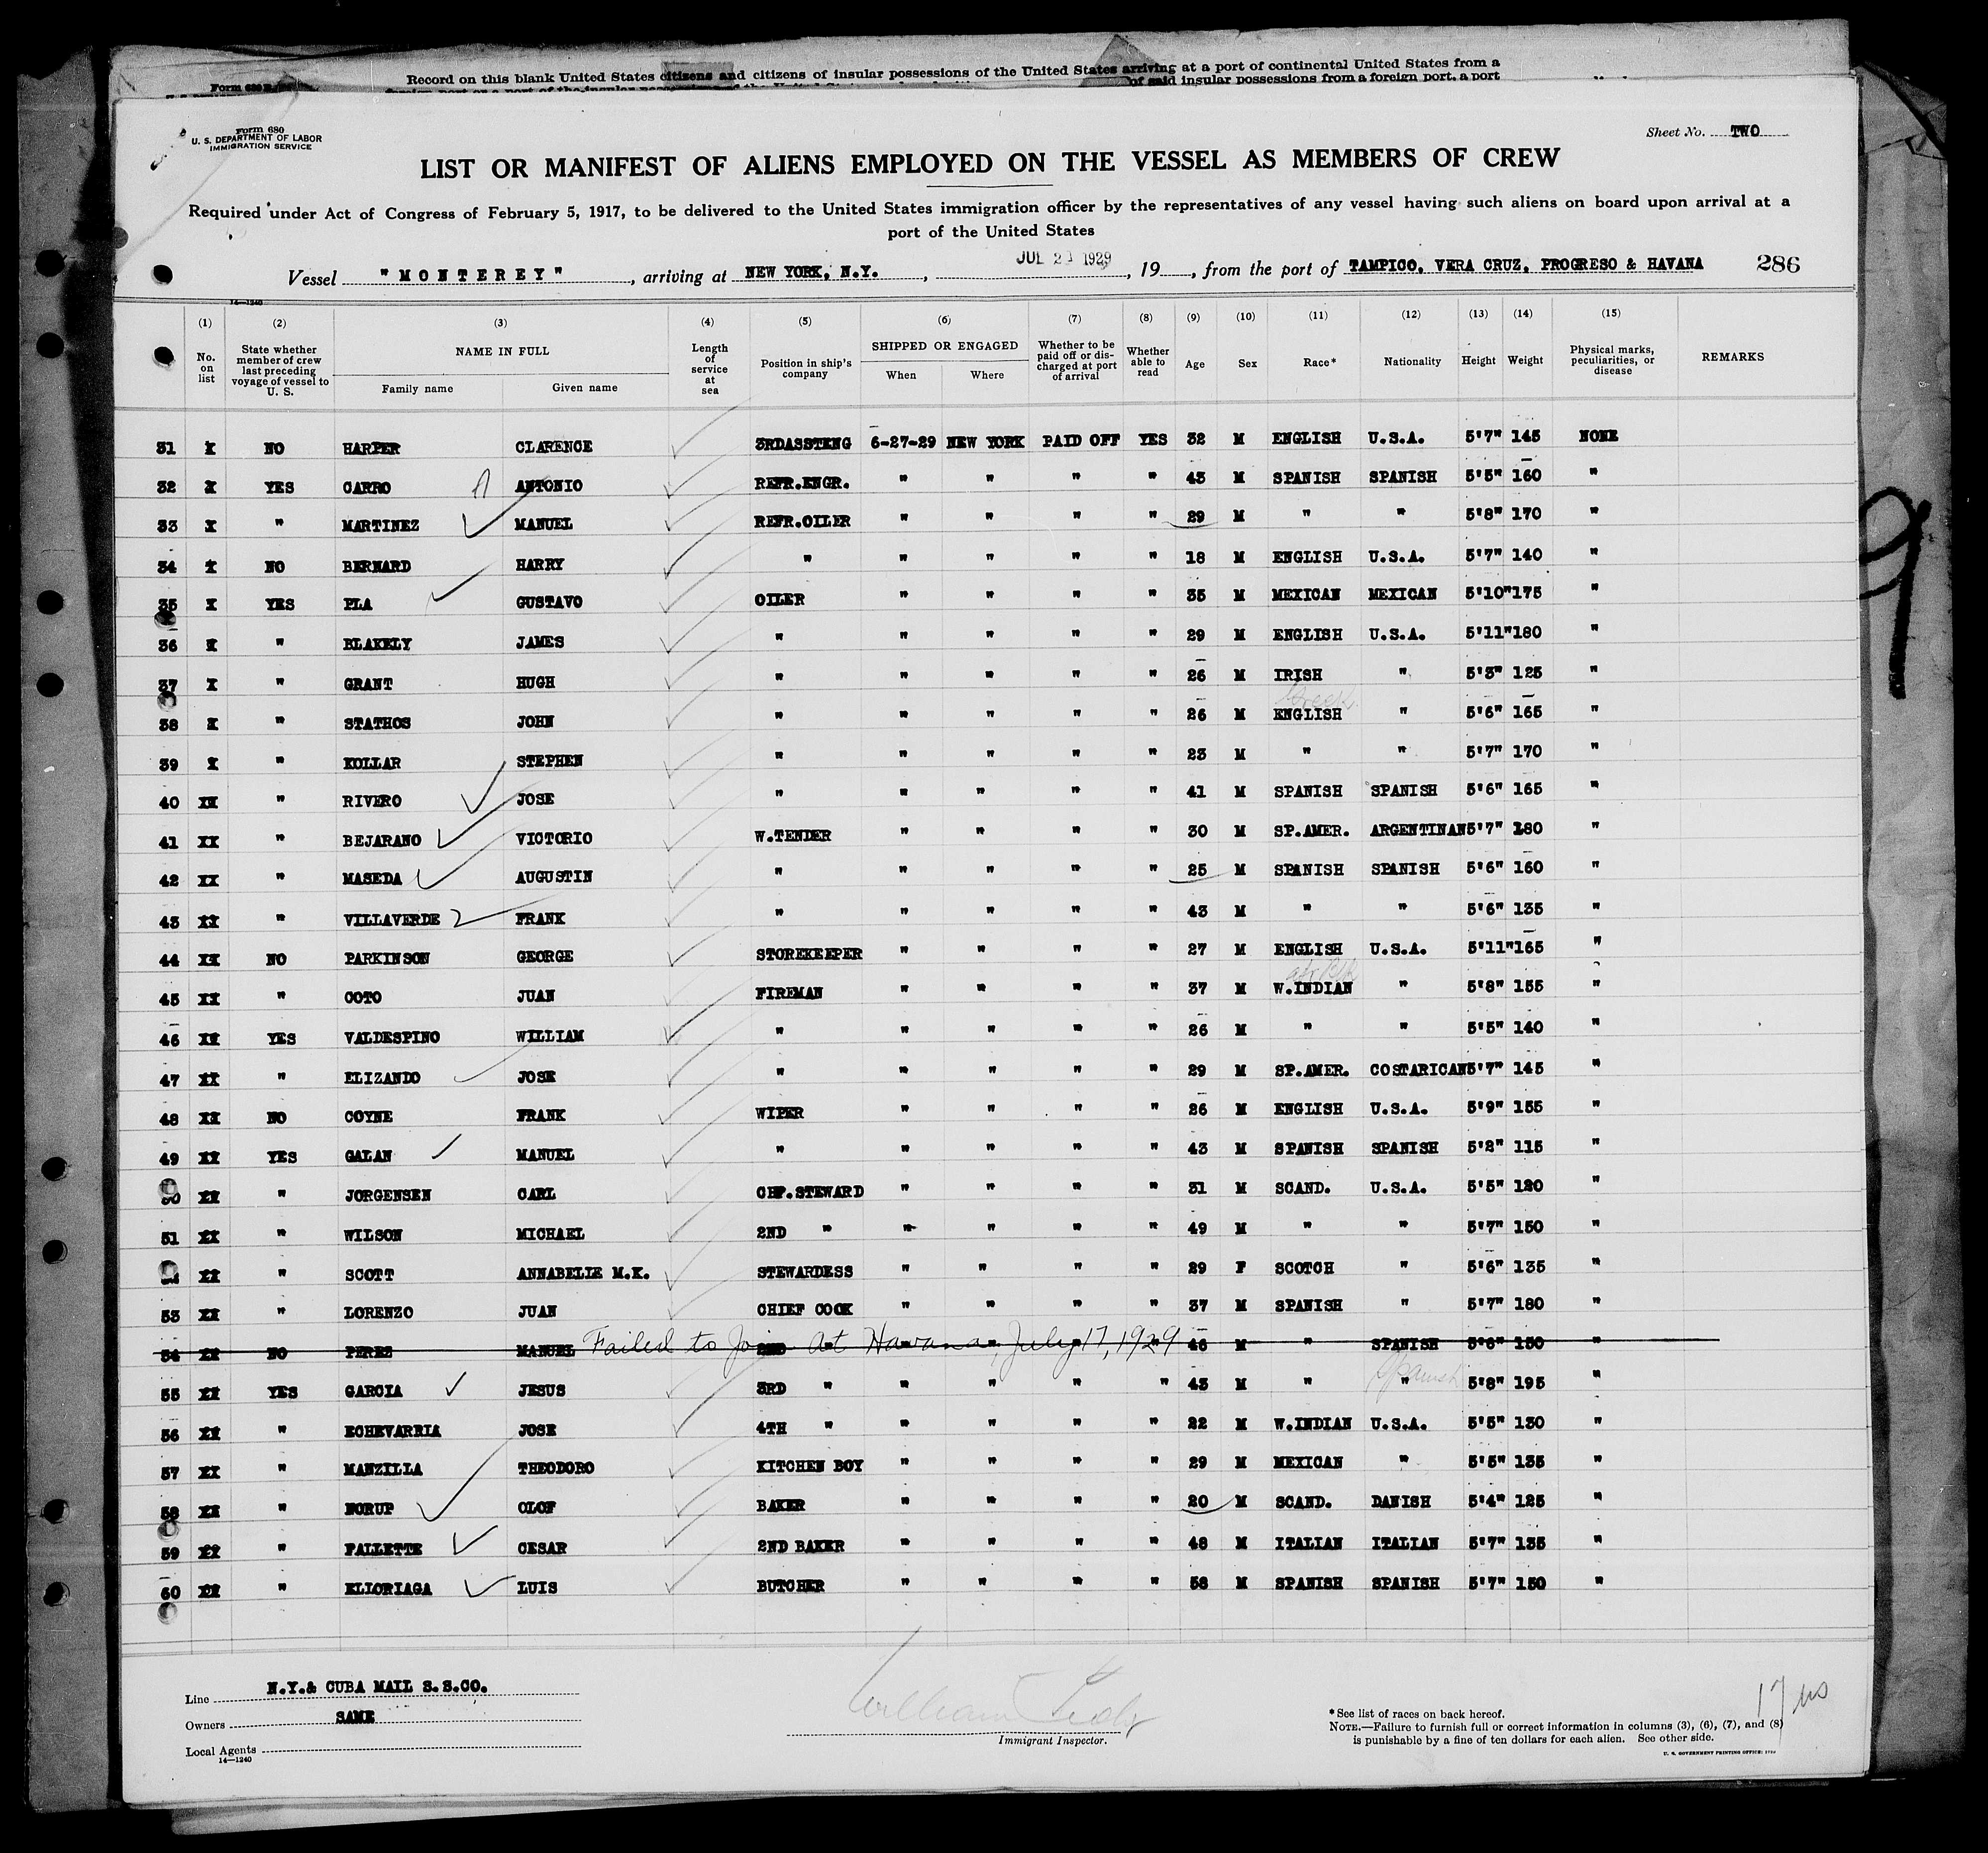 Record on this blank United States citizens and citizens of insular possessions of the United States arriving at a port of continental United States from a
of said insular possessions from a foreign port, a port
Form 680
U. S. DEPARTMENT OF LABOR
IMMIGRATION SERVICE
Sheet No. TWO
LIST OR MANIFEST OF ALIENS EMPLOYED ON THE VESSEL AS MEMBERS OF CREW
Required under Act of Congress of February 5, 1917, to be delivered to the United States immigration officer by the representatives of any vessel having such aliens on board upon arrival at a
port of the United States
Vessel "MONTEREY", arriving at NEW YORK, N.Y., JUL 2 1929, 19, from the port of TAMPICO, VERA CRUZ, PROGRESO & HAVANA 286
14—1240
(1) No. on list
(2) State whether member of crew last preceding voyage of vessel to U. S.
(3) NAME IN FULL Family name Given name
(4) Length of service at sea
(5) Position in ship's company
(6) SHIPPED OR ENGAGED When Where
(7) Whether to be paid off or discharged at port of arrival
(8) Whether able to read
(9) Age
(10) Sex
(11) Race*
(12) Nationality
(13) Height
(14) Weight
(15) Physical marks, peculiarities, or disease
REMARKS
31 X NO HARPER CLARENCE 3RDASSTENG 6-27-29 NEW YORK PAID OFF YES 32 M ENGLISH U.S.A. 5'7" 145 NONE
32 X YES CARRO ANTONIO REFR.ENGR. " " " " 43 M SPANISH SPANISH 5'5" 160 "
33 X " MARTINEZ MANUEL REFR.OILER " " " " 29 M " " 5'8" 170 "
34 X NO BERNARD HARRY " " " " " 18 M ENGLISH U.S.A. 5'7" 140 "
35 X YES PLA GUSTAVO OILER " " " " 35 M MEXICAN MEXICAN 5'10" 175 "
36 X " BLAKELY JAMES " " " " " 29 M ENGLISH U.S.A. 5'11" 180 "
37 X " GRANT HUGH " " " " " 26 M IRISH " 5'3" 125 "
Greek
38 X " STATHOS JOHN " " " " " 26 M ENGLISH " 5'6" 165 "
39 X " KOLLAR STEPHEN " " " " " 23 M " " 5'7" 170 "
40 XX " RIVERO JOSE " " " " " 41 M SPANISH SPANISH 5'6" 165 "
41 XX " BEJARANO VICTORIO W.TENDER " " " " 30 M SP.AMER. ARGENTINAN 5'7" 180 "
42 XX " MASEDA AUGUSTIN " " " " " 25 M SPANISH SPANISH 5'6" 160 "
43 XX " VILLAVERDE FRANK " " " " " 43 M " " 5'6" 135 "
44 XX NO PARKINSON GEORGE STOREKEEPER " " " " 27 M ENGLISH U.S.A. 5'11" 165 "
45 XX " COTO JUAN FIREMAN " " " " 37 M W.INDIAN " 5'8" 155 "
46 XX YES VALDESPINO WILLIAM " " " " " 26 M " " 5'5" 140 "
47 XX " ELIZANDO JOSE " " " " " 29 M SP.AMER. COSTARICAN 5'7" 145 "
48 XX NO COYNE FRANK WIPER " " " " 26 M ENGLISH U.S.A. 5'9" 155 "
49 XX YES GALAN MANUEL " " " " " 43 M SPANISH SPANISH 5'2" 115 "
50 XX " JORGENSEN CARL CHF.STEWARD " " " " 31 M SCAND. U.S.A. 5'5" 120 "
51 XX " WILSON MICHAEL 2ND " " " " " 49 M " " 5'7" 150 "
XX " SCOTT ANNABELLE M.K. STEWARDESS " " " " 29 F SCOTCH " 5'6" 135 "
53 XX " LORENZO JUAN CHIEF COOK " " " " 37 M SPANISH " 5'7" 180 "
54 XX NO PEREZ MANUEL Failed to Join at Havana, July 17, 1929 2ND " " " " " 46 M " SPANISH 5'6" 150 "
55 XX YES GARCIA JESUS 3RD " " " " " 43 M " " Spanish 5'8" 195 "
56 XX " ECHEVARRIA JOSE 4TH " " " " " 22 M W.INDIAN U.S.A. 5'5" 130 "
57 XX " MANZILLA THEODORO KITCHEN BOY " " " " 29 M MEXICAN " 5'5" 135 "
58 XX " NORUP OLOF BAKER " " " " 20 M SCAND. DANISH 5'4" 125 "
59 XX " FALLETTE CESAR 2ND BAKER " " " " 48 M ITALIAN ITALIAN 5'7" 135 "
60 XX " ELIORIAGA LUIS BUTCHER " " " " 58 M SPANISH SPANISH 5'7" 150 "
Line N.Y.& CUBA MAIL S.S.CO.
Owners SAME
Local Agents
14—1240
William
Immigrant Inspector.
17
* See list of races on back hereof.
NOTE.—Failure to furnish full or correct information in columns (3), (6), (7), and (8)
is punishable by a fine of ten dollars for each alien. See other side.
U. S. GOVERNMENT PRINTING OFFICE